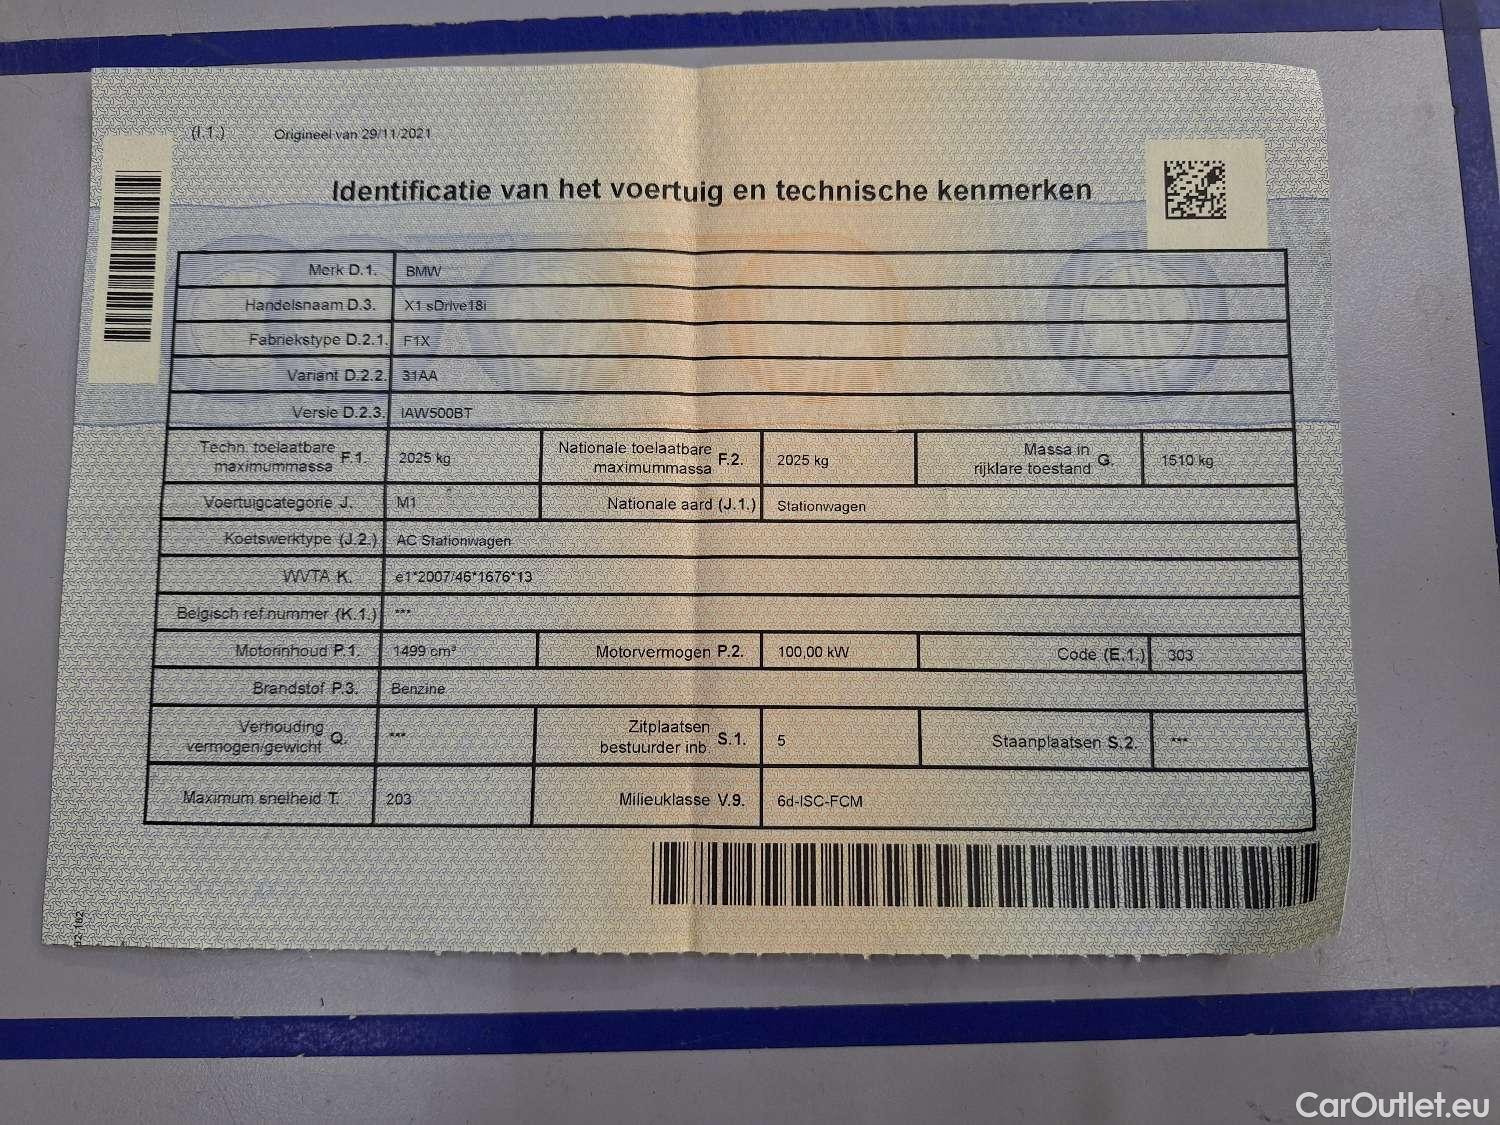 (I.1.) Origineel van 29/11/2021
Identificatie van het voertuig en technische kenmerken
Merk D.1. BMW
Handelsnaam D.3. X1 sDrive18i
Fabriekstype D.2.1. F1X
Variant D.2.2. 31AA
Versie D.2.3. IAW500BT
Techn. toelaatbare maximummassa F.1. 2025 kg Nationale toelaatbare maximummassa F.2. 2025 kg Massa in rijklare toestand G. 1510 kg
Voertuigcategorie J. M1 Nationale aard (J.1.) Stationwagen
Koetswerktype (J.2.) AC Stationwagen
WVTA K. e1*2007/46*1676*13
Belgisch ref.nummer (K.1.) ***
Motorinhoud P.1. 1499 cm³ Motorvermogen P.2. 100,00 kW Code (E.1.) 303
Brandstof P.3. Benzine
Verhouding vermogen/gewicht Q. *** Zitplaatsen bestuurder inb. S.1. 5 Staanplaatsen S.2. ***
Maximum snelheid T. 203 Milieuklasse V.9. 6d-ISC-FCM
CarOutlet.eu